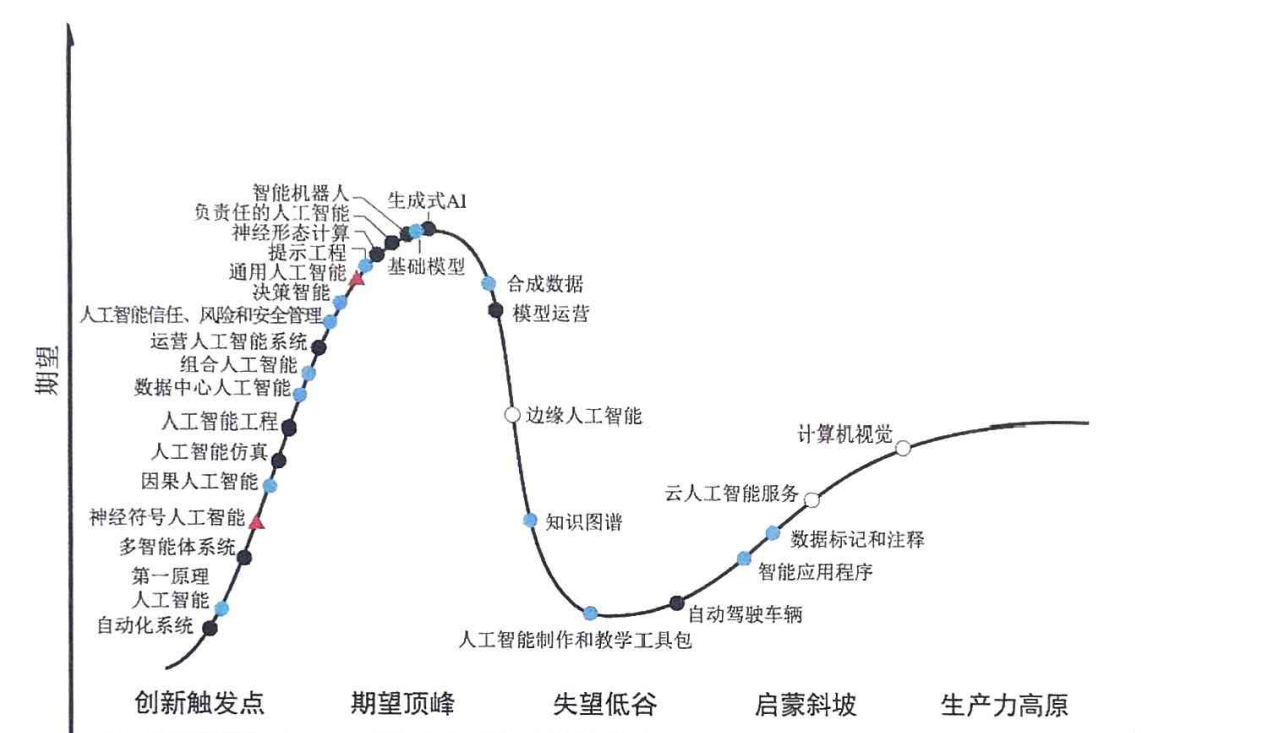 智能机器人
生成式AI
负责任的人工智能
神经形态计算
提示工程
基础模型
通用人工智能
决策智能
人工智能信任、风险和安全管理
运营人工智能系统
组合人工智能
数据中心人工智能
人工智能工程
人工智能仿真
因果人工智能
神经符号人工智能
多智能体系统
第一原理
人工智能
自动化系统
合成数据
模型运营
边缘人工智能
知识图谱
人工智能制作和教学工具包
自动驾驶车辆
智能应用程序
数据标记和注释
云人工智能服务
计算机视觉
期望
创新触发点
期望顶峰
失望低谷
启蒙斜坡
生产力高原